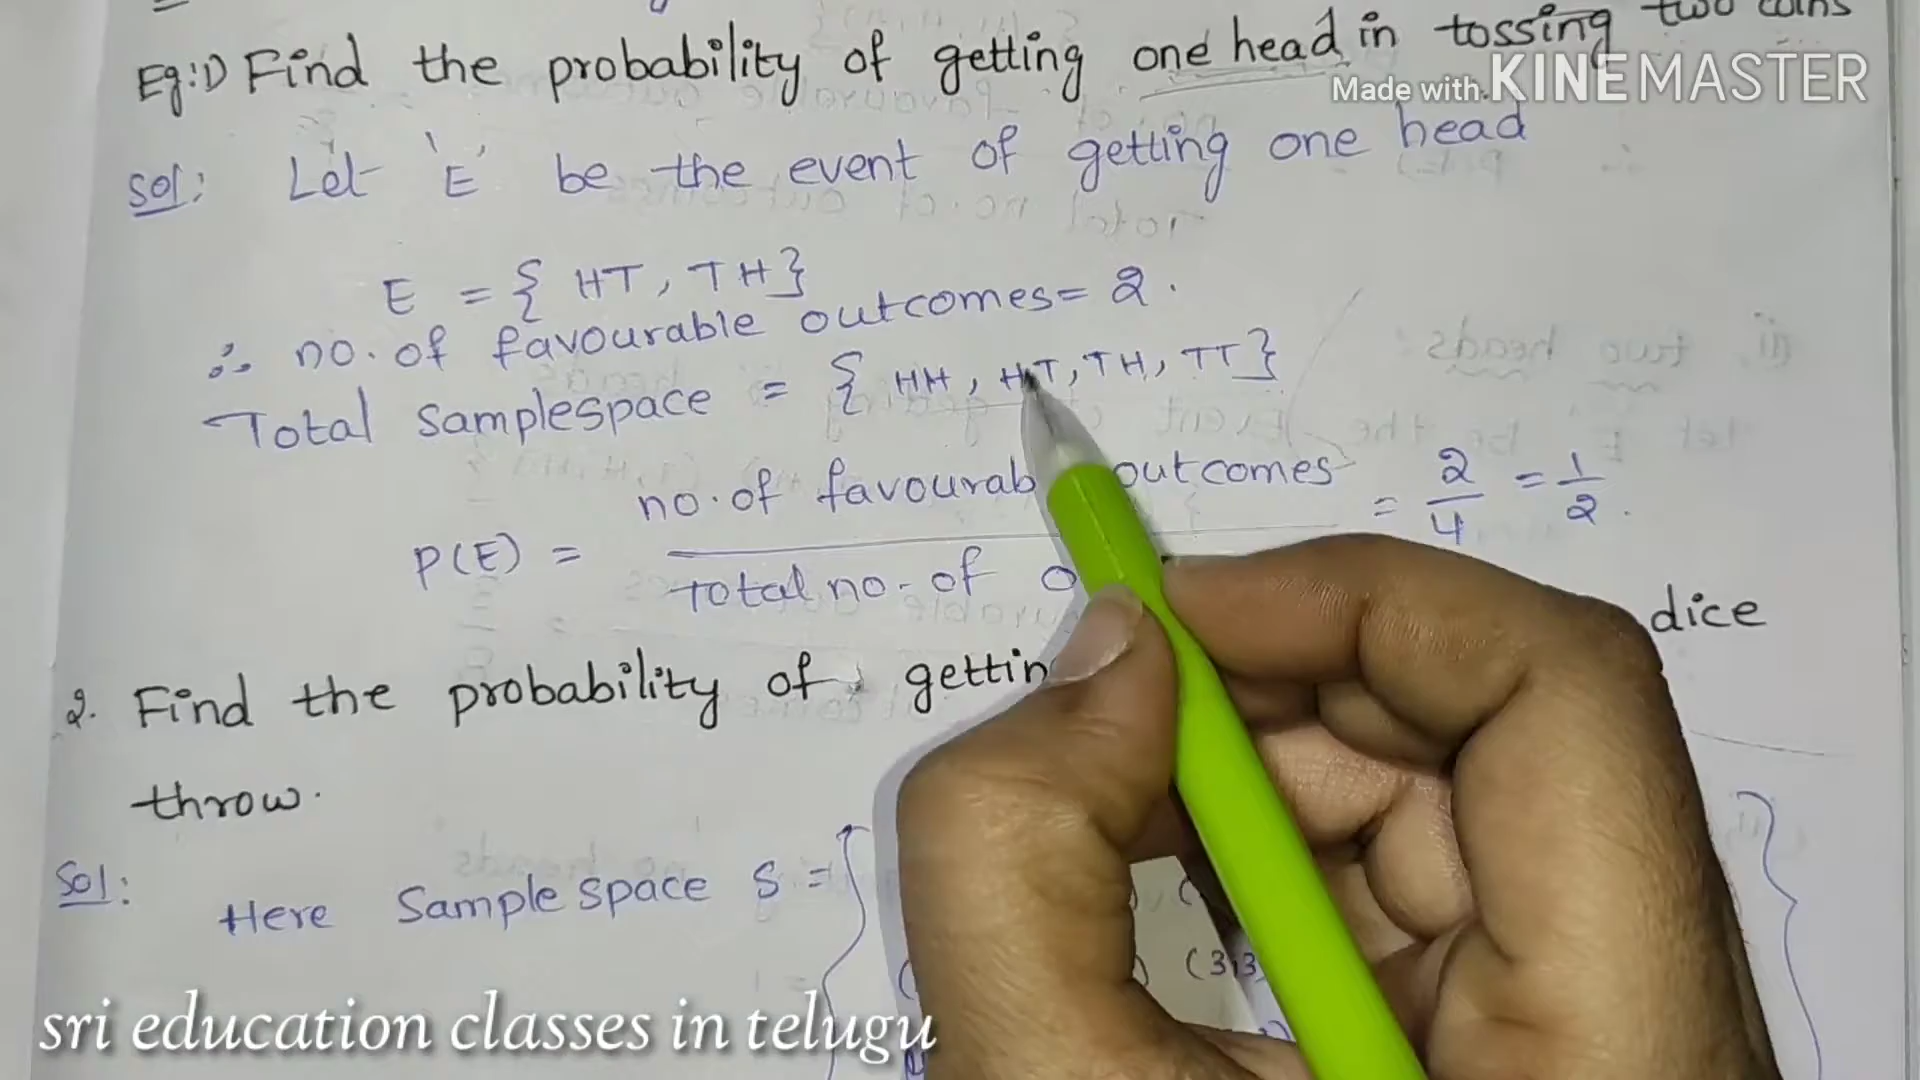 Eg:1) Find the probability of getting one head in tossing two coins
Made with KINEMASTER
Sol: Let 'E' be the event of getting one head
E = { HT, TH}
∴ no. of favourable outcomes = 2.
Total samplespace = { HH, HT, TH, TT }
P(E) = no. of favourab outcomes = 2/4 = 1/2.
Total no. of
2. Find the probability of gettin dice
throw.
Sol: Here Sample space S = {
(3,3
sri education classes in telugu